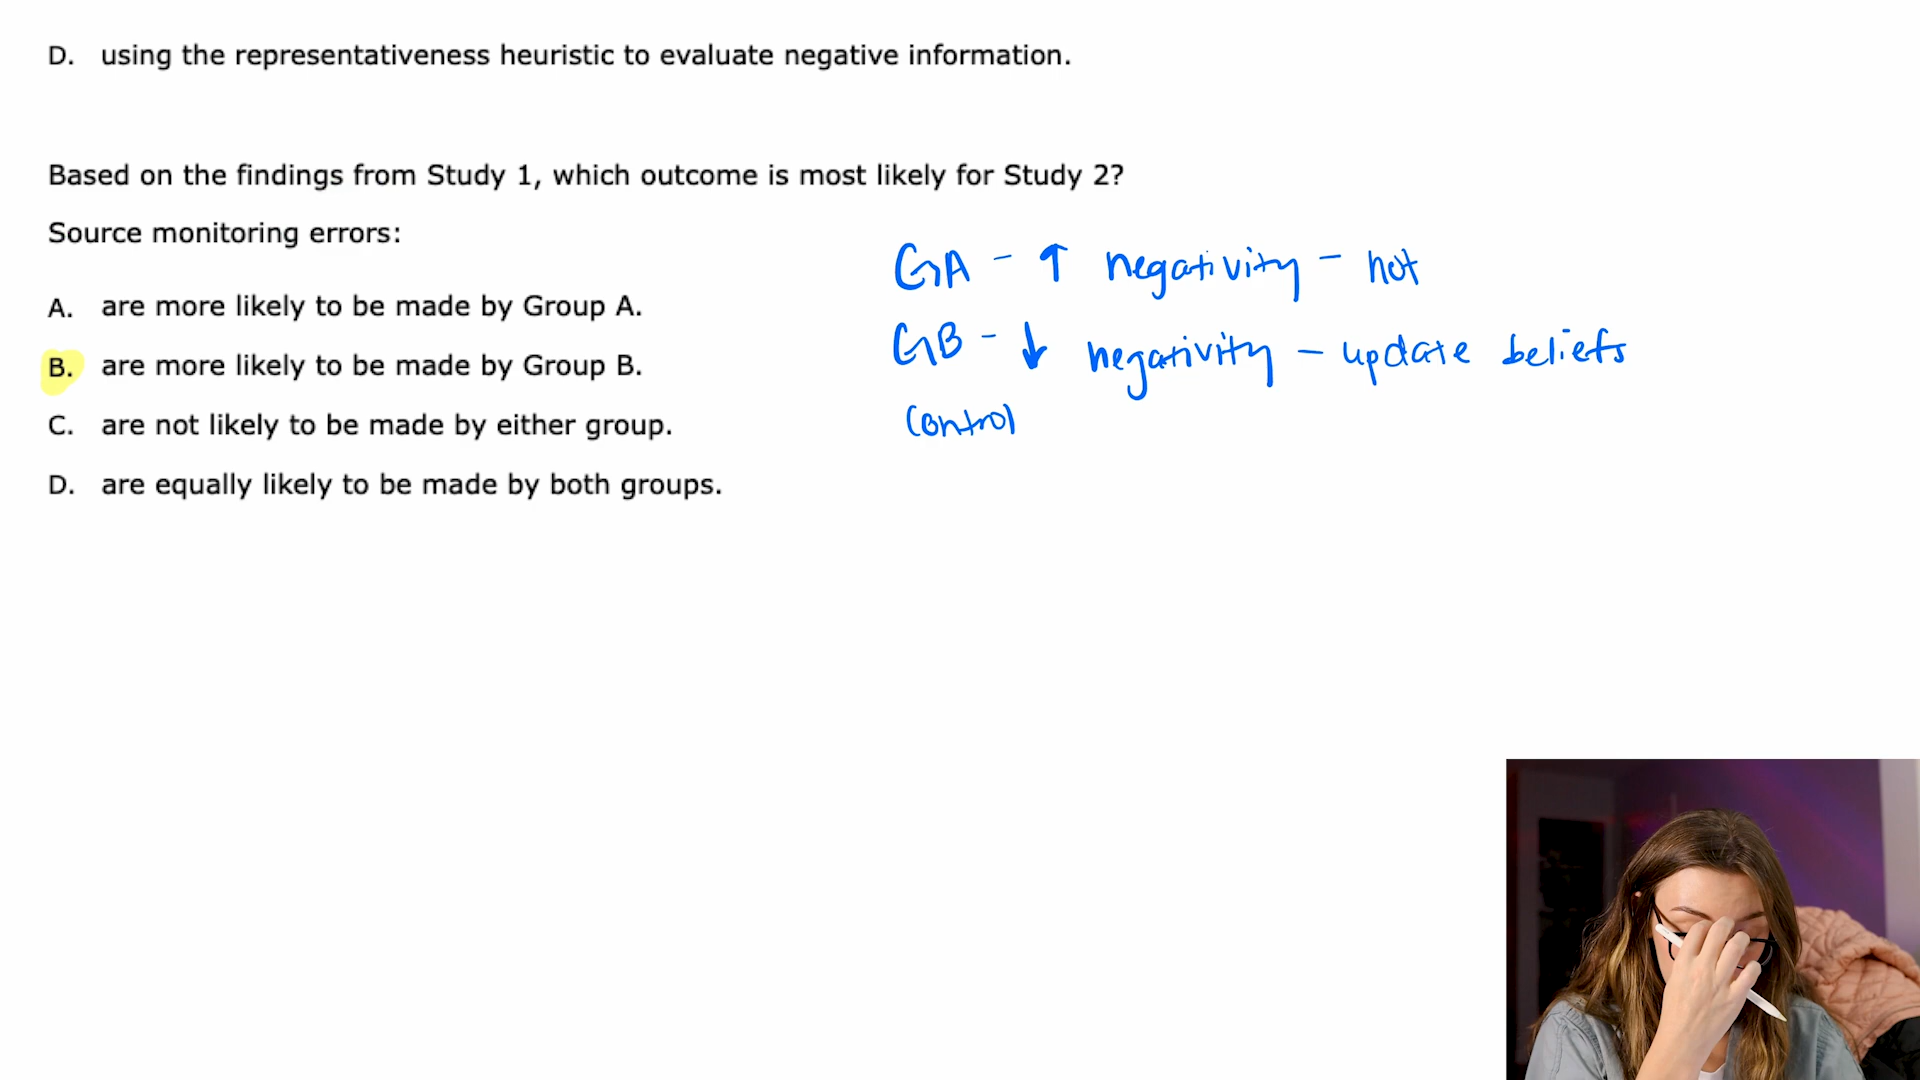 D. using the representativeness heuristic to evaluate negative information.
Based on the findings from Study 1, which outcome is most likely for Study 2?
Source monitoring errors:
A. are more likely to be made by Group A.
B. are more likely to be made by Group B.
C. are not likely to be made by either group.
D. are equally likely to be made by both groups.
GA - ↑ negativity - not
GB - ↓ negativity - update beliefs
control